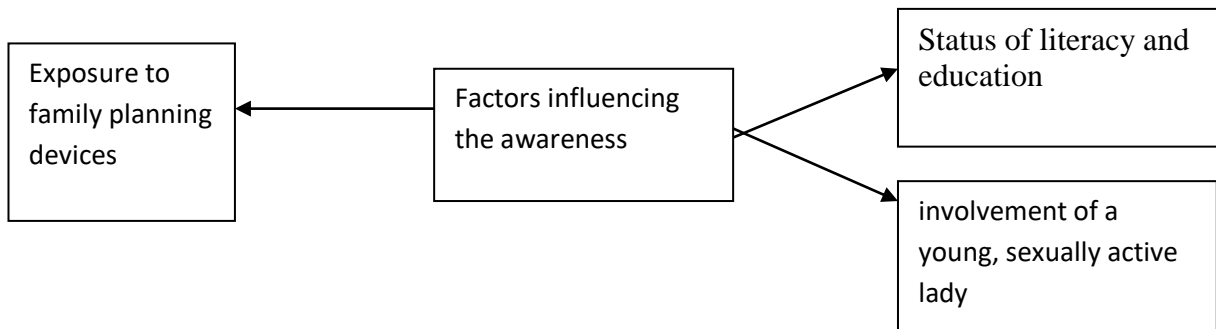 Exposure to
family planning
devices
Factors influencing
the awareness
Status of literacy and
education
involvement of a
young, sexually active
lady